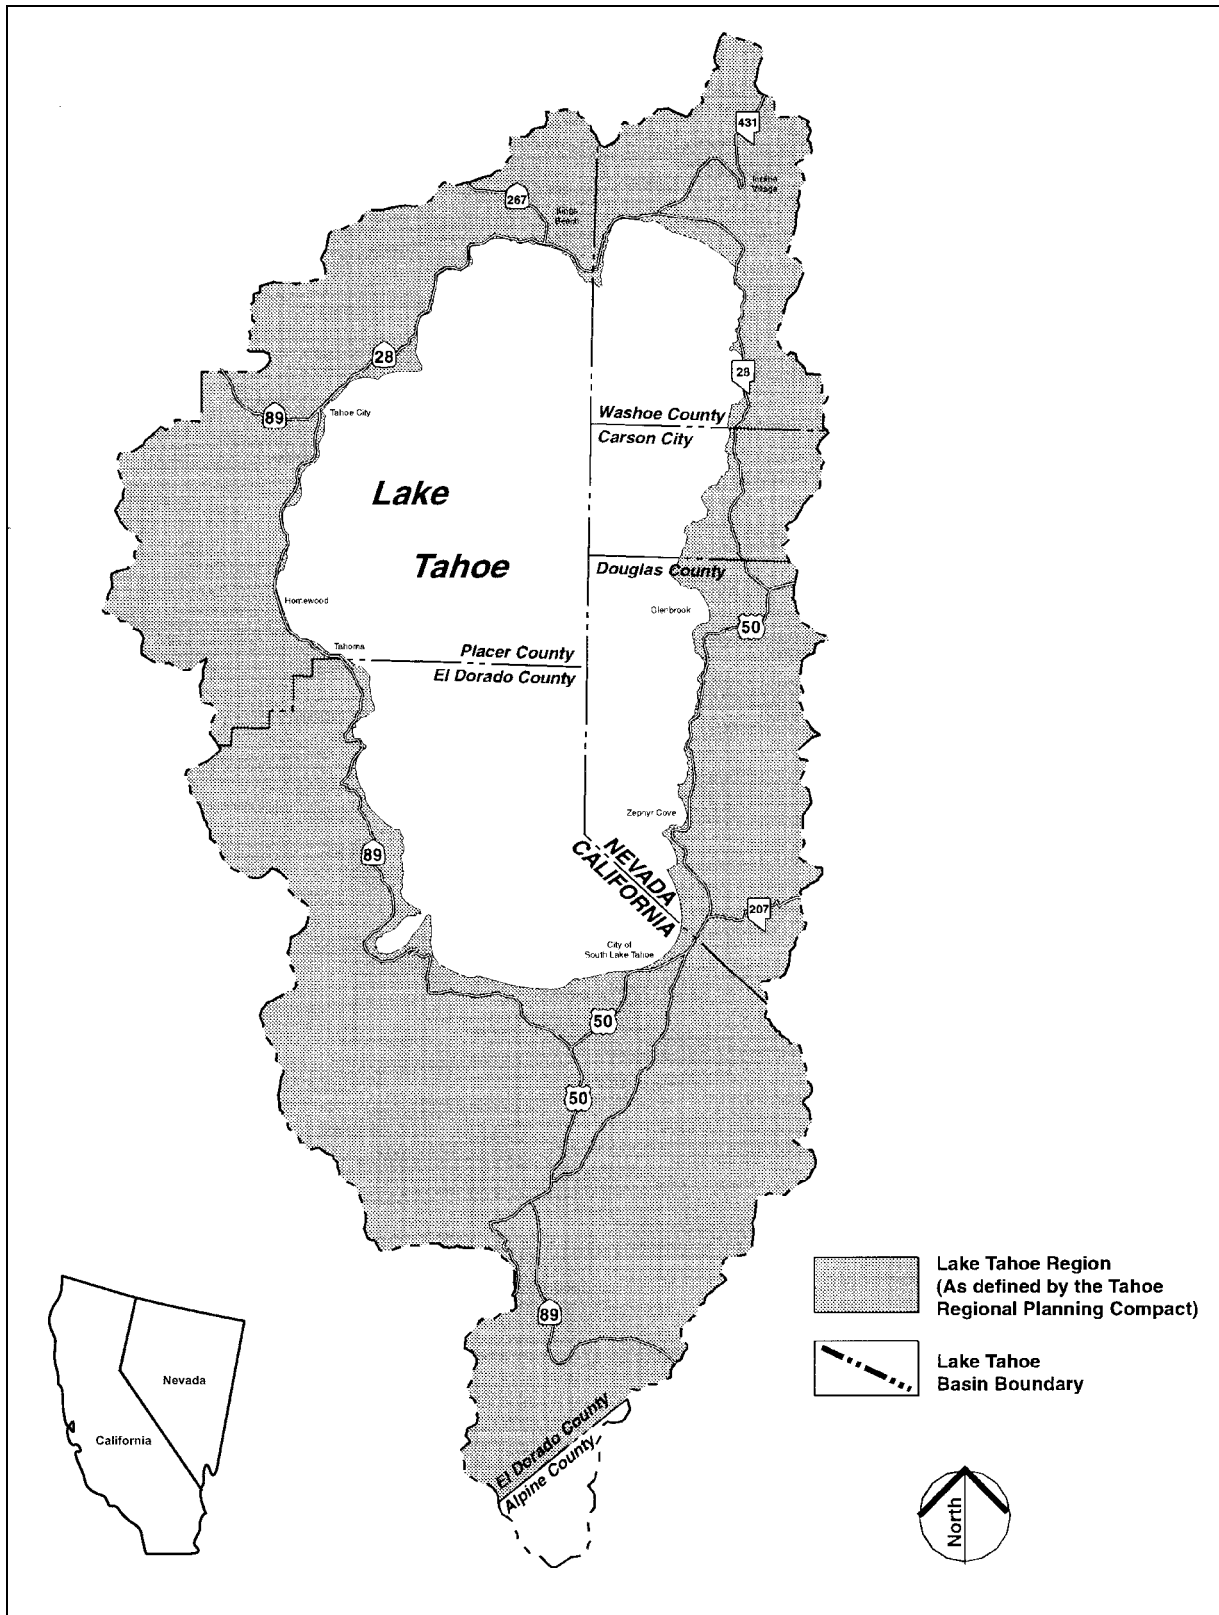 431
Incline
Village
267
Kings
Beach
28
28
89
Tahoe City
Washoe County
Carson City
Lake
Tahoe
Douglas County
Homewood
Glenbrook
50
Tahoma
Placer County
El Dorado County
Zephyr Cove
NEVADA
CALIFORNIA
89
207
City of
South Lake Tahoe
50
50
89
Lake Tahoe Region
(As defined by the Tahoe
Regional Planning Compact)
Lake Tahoe
Basin Boundary
Nevada
California
El Dorado County
Alpine County
North